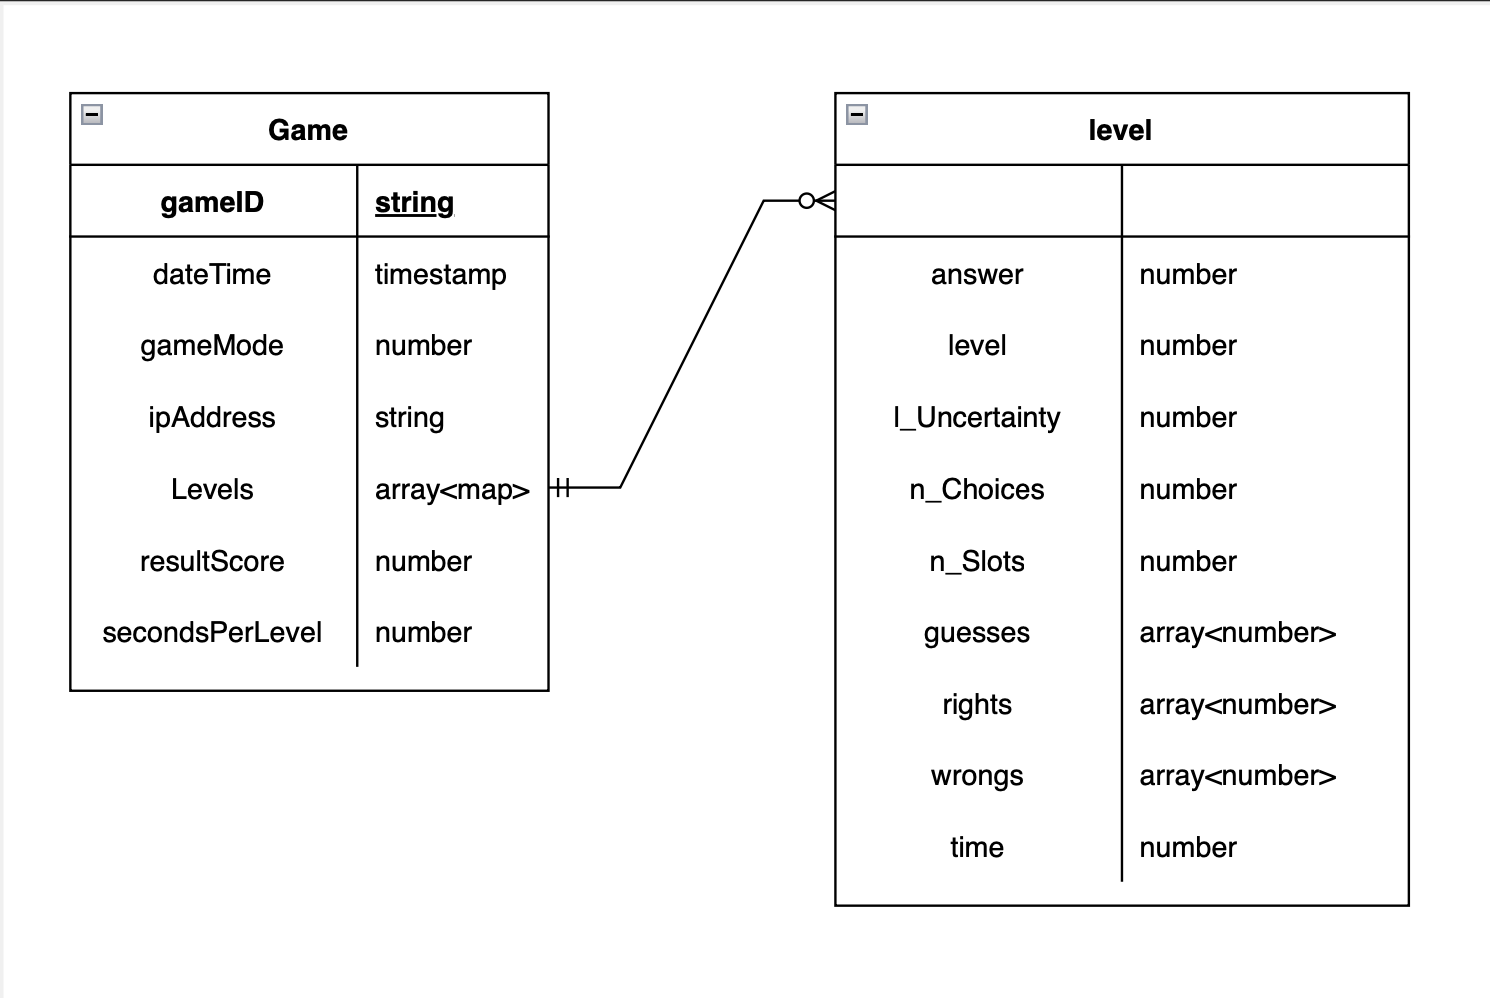 Game
gameID string
dateTime timestamp
gameMode number
ipAddress string
Levels array<map>
resultScore number
secondsPerLevel number
level
answer number
level number
I_Uncertainty number
n_Choices number
n_Slots number
guesses array<number>
rights array<number>
wrongs array<number>
time number